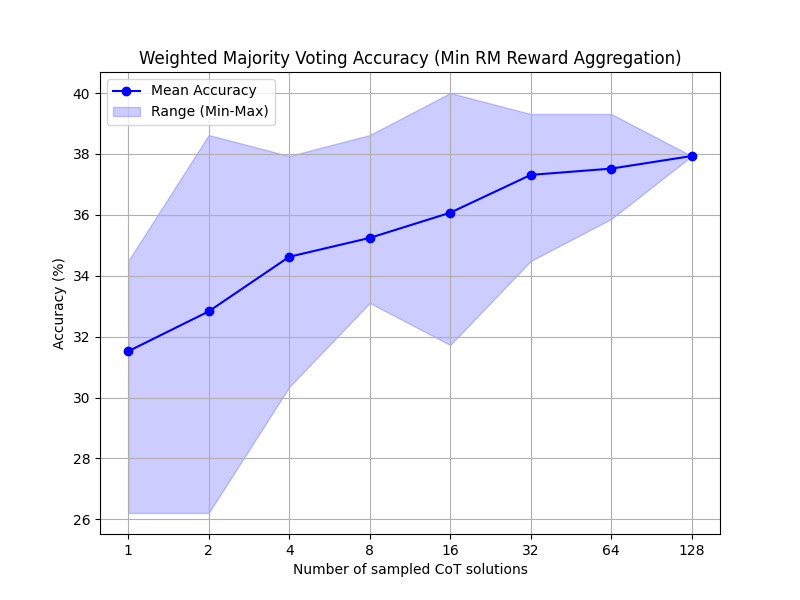 Weighted Majority Voting Accuracy (Min RM Reward Aggregation)
Mean Accuracy
Range (Min-Max)
Accuracy (%)
40
38
36
34
32
30
28
26
1 2 4 8 16 32 64 128
Number of sampled CoT solutions